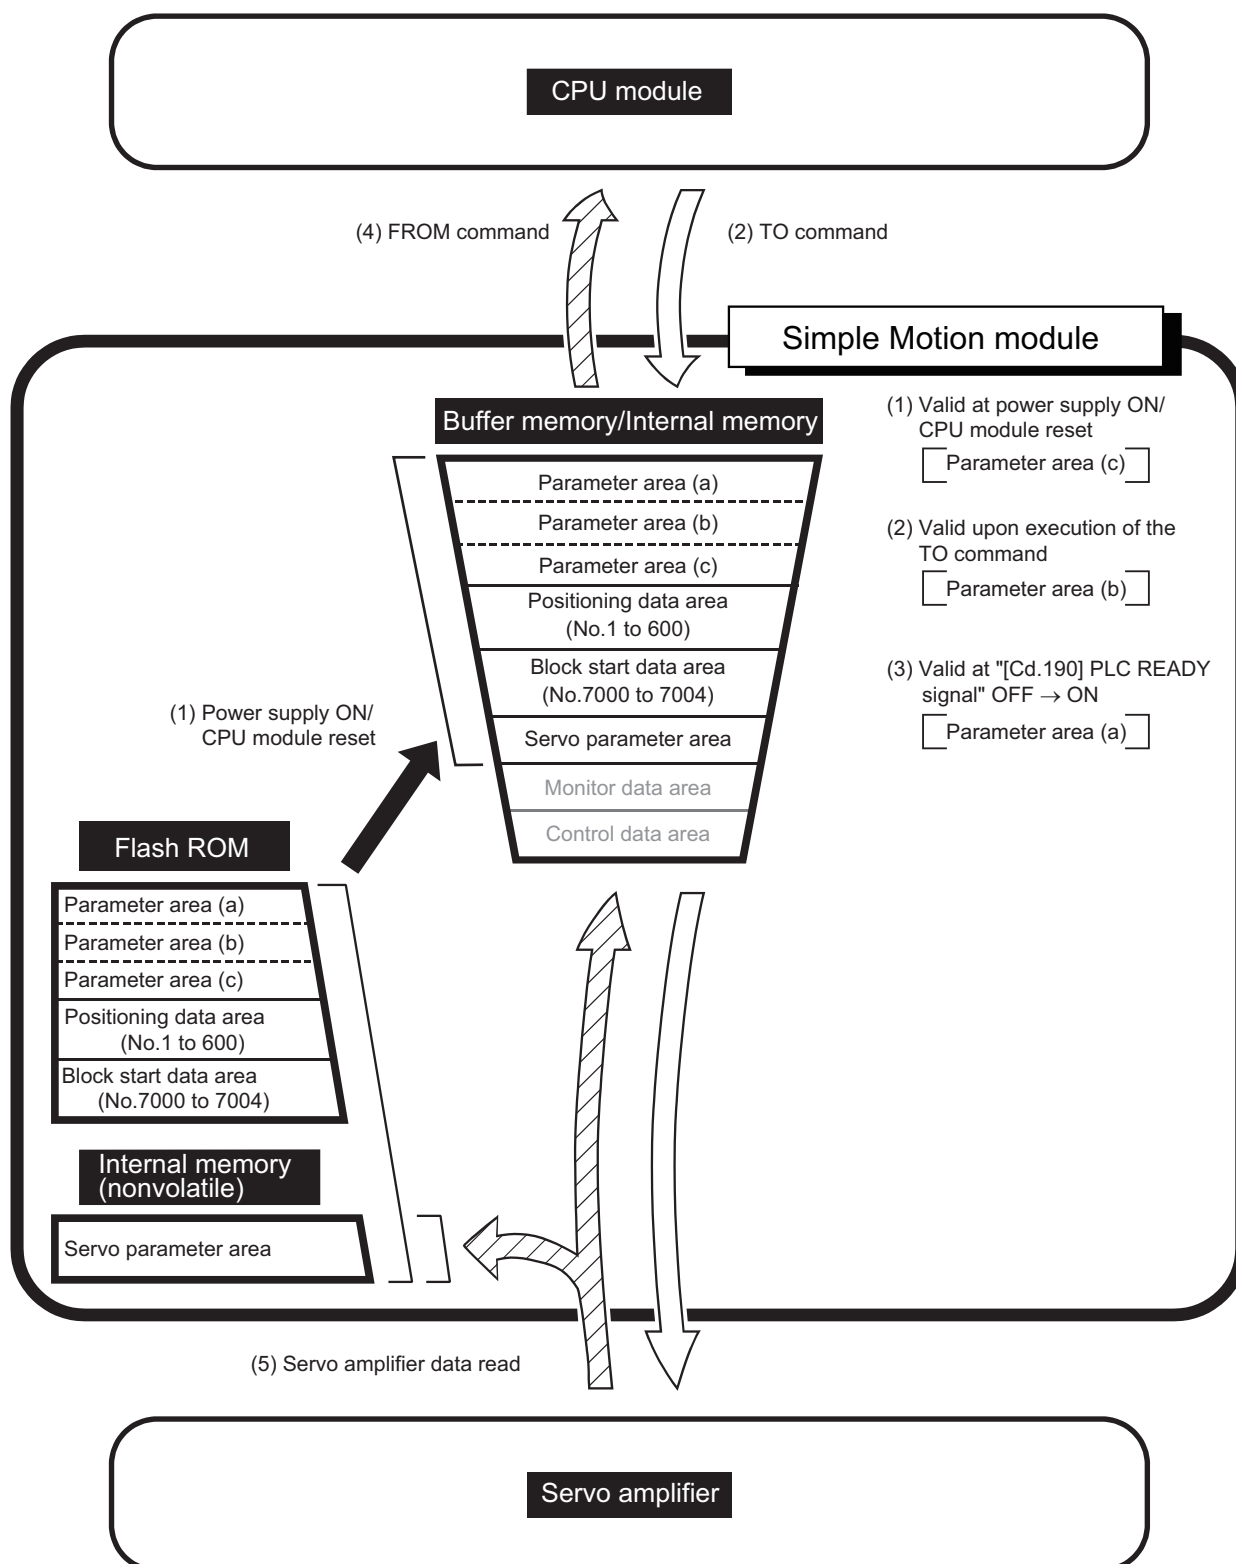 CPU module
(4) FROM command
(2) TO command
Simple Motion module
Buffer memory/Internal memory
Parameter area (a)
Parameter area (b)
Parameter area (c)
Positioning data area
(No.1 to 600)
Block start data area
(No.7000 to 7004)
Servo parameter area
Monitor data area
Control data area
(1) Valid at power supply ON/
CPU module reset
Parameter area (c)
(2) Valid upon execution of the
TO command
Parameter area (b)
(3) Valid at "[Cd.190] PLC READY
signal" OFF → ON
Parameter area (a)
(1) Power supply ON/
CPU module reset
Flash ROM
Parameter area (a)
Parameter area (b)
Parameter area (c)
Positioning data area
(No.1 to 600)
Block start data area
(No.7000 to 7004)
Internal memory
(nonvolatile)
Servo parameter area
(5) Servo amplifier data read
Servo amplifier